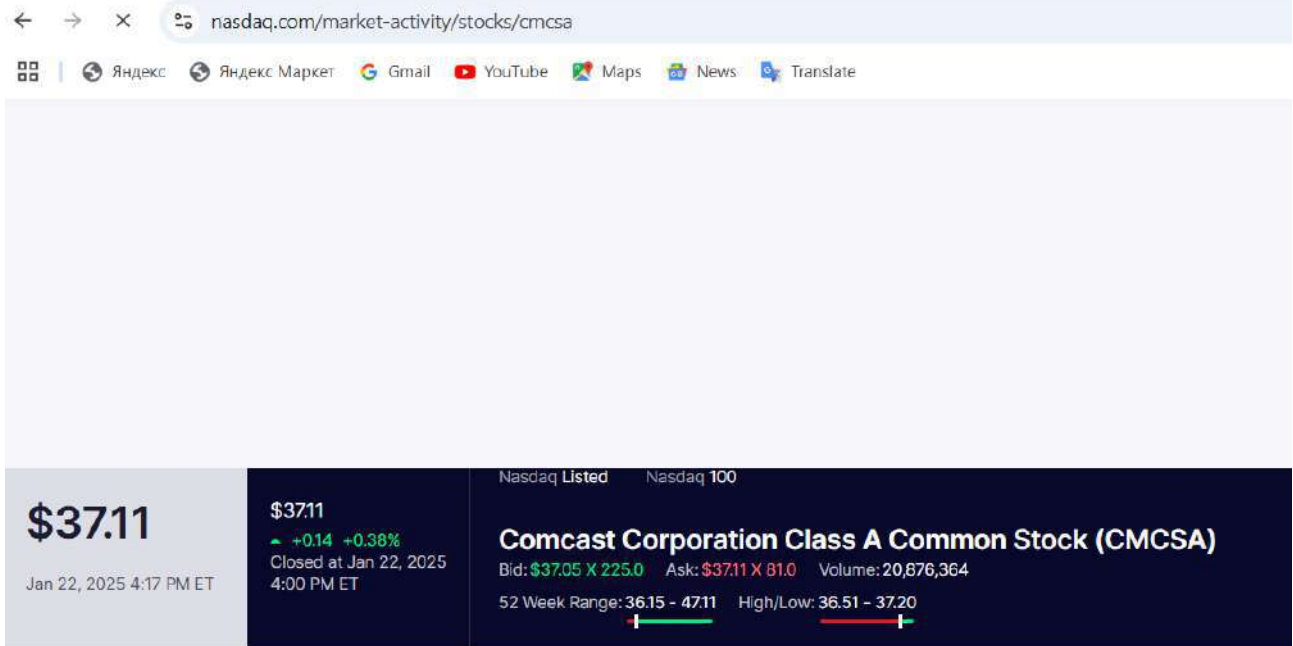 nasdaq.com/market-activity/stocks/cmcsa
Яндекс Яндекс Маркет Gmail YouTube Maps News Translate
Nasdaq Listed Nasdaq 100
$37.11
Jan 22, 2025 4:17 PM ET
$37.11
+0.14 +0.38%
Closed at Jan 22, 2025
4:00 PM ET
Comcast Corporation Class A Common Stock (CMCSA)
Bid: $37.05 X 225.0 Ask: $37.11 X 81.0 Volume: 20,876,364
52 Week Range: 36.15 - 47.11 High/Low: 36.51 - 37.20